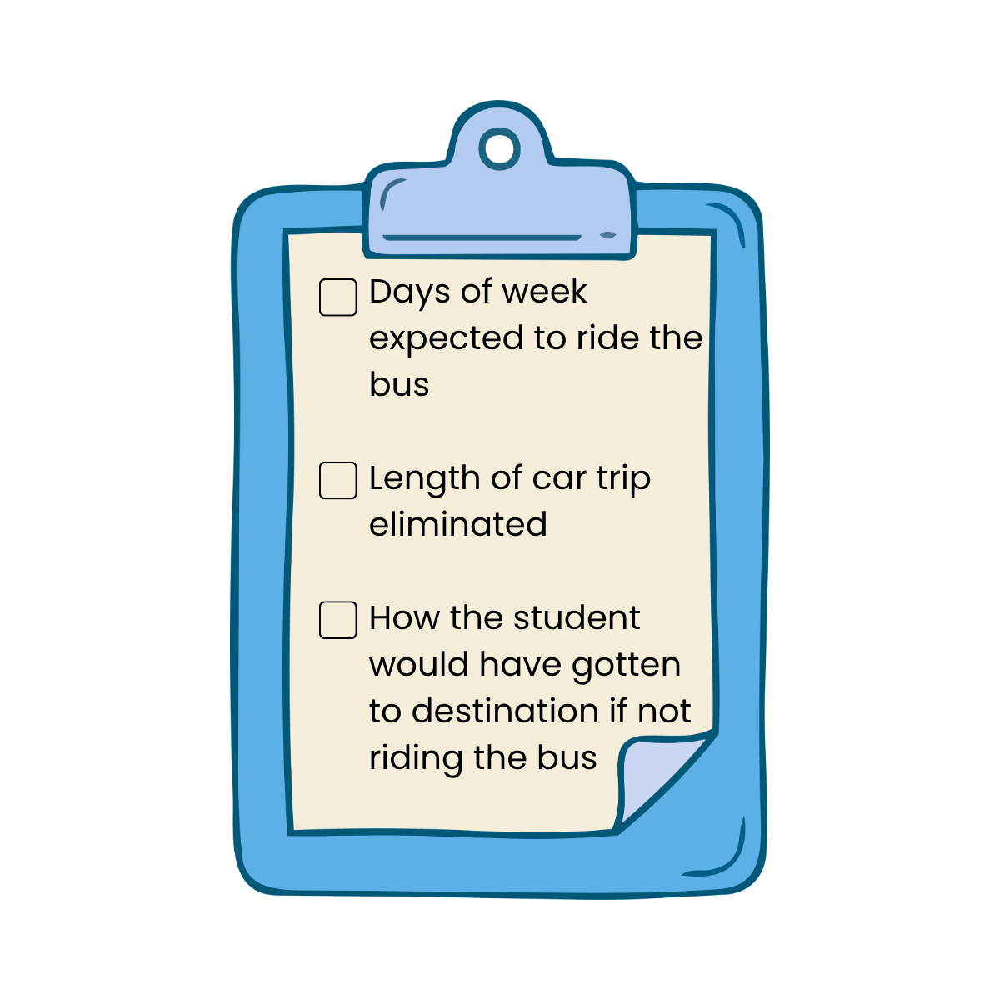 Days of week
expected to ride the
bus
Length of car trip
eliminated
How the student
would have gotten
to destination if not
riding the bus